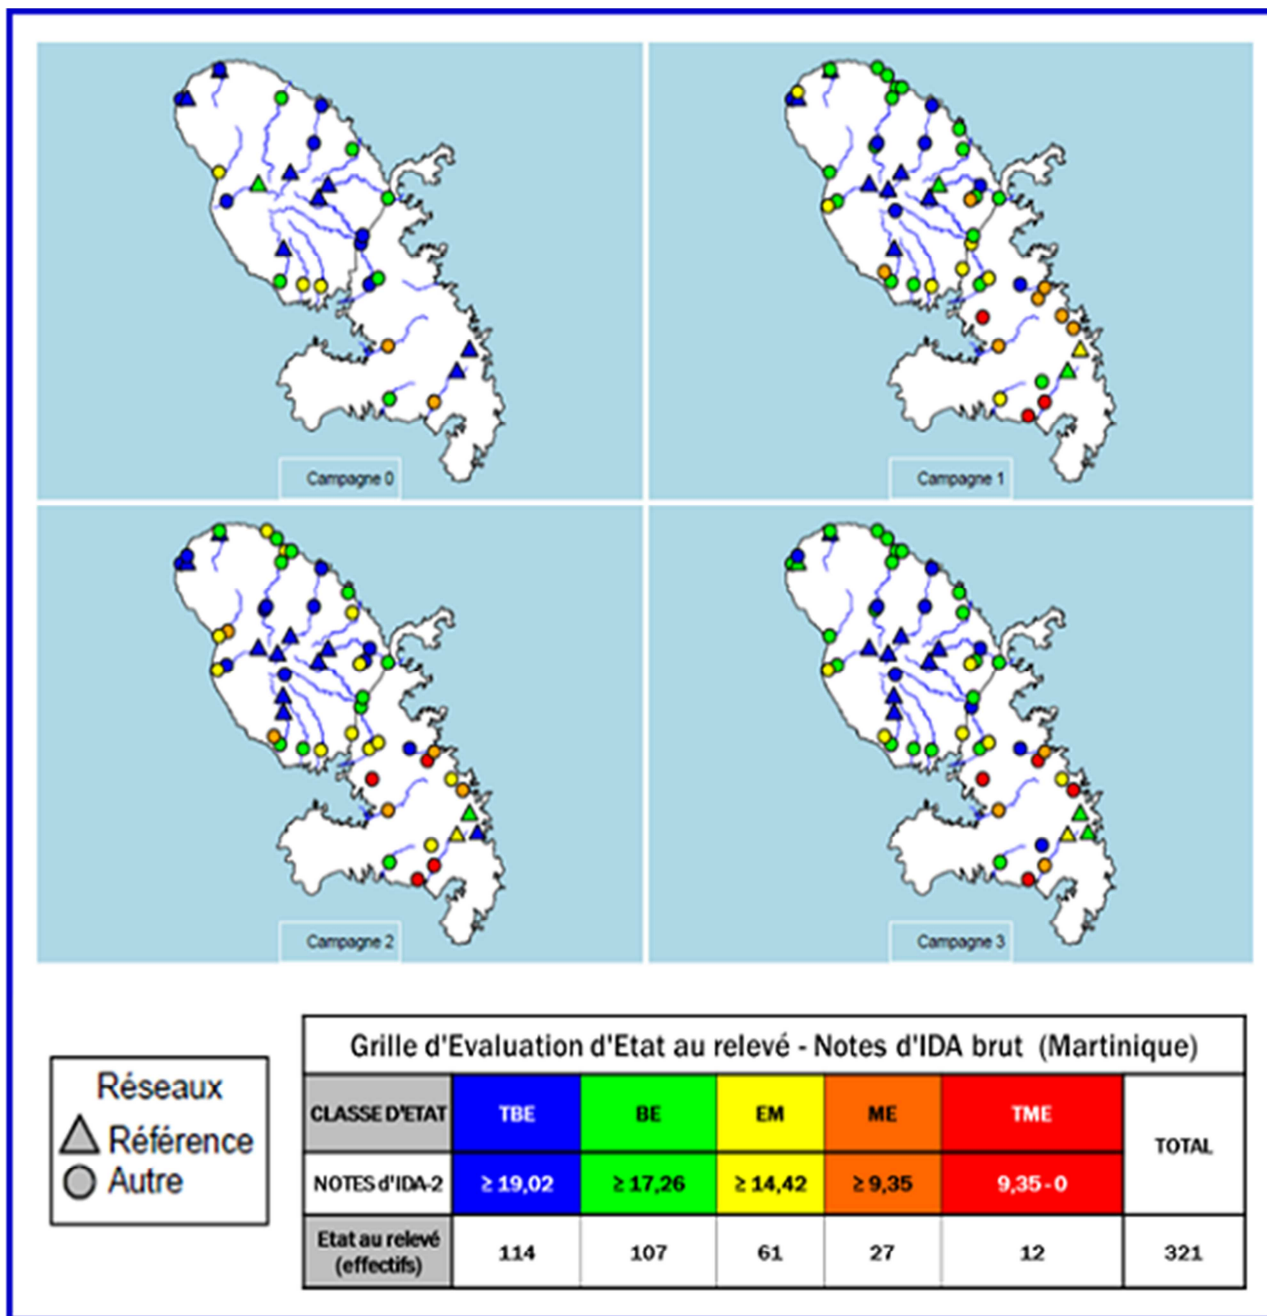 Campagne 0
Campagne 1
Campagne 2
Campagne 3
Réseaux
Référence
Autre
Grille d'Evaluation d'Etat au relevé - Notes d'IDA brut (Martinique)
CLASSE D'ETAT TBE BE EM ME TME TOTAL
NOTES d'IDA-2 ≥ 19,02 ≥ 17,26 ≥ 14,42 ≥ 9,35 9,35-0
Etat au relevé
(effectifs) 114 107 61 27 12 321